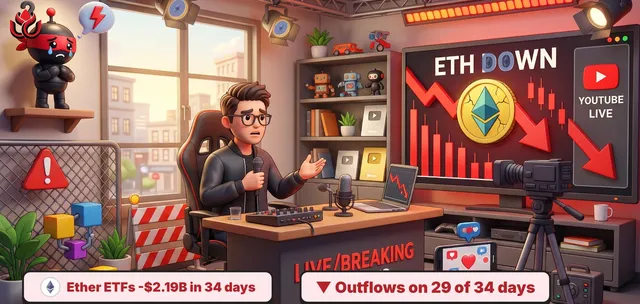 ETH DOWN
YOUTUBE
LIVE
LIVE/BREAKING
Ether ETFs -$2.19B in 34 days
▼ Outflows on 29 of 34 days